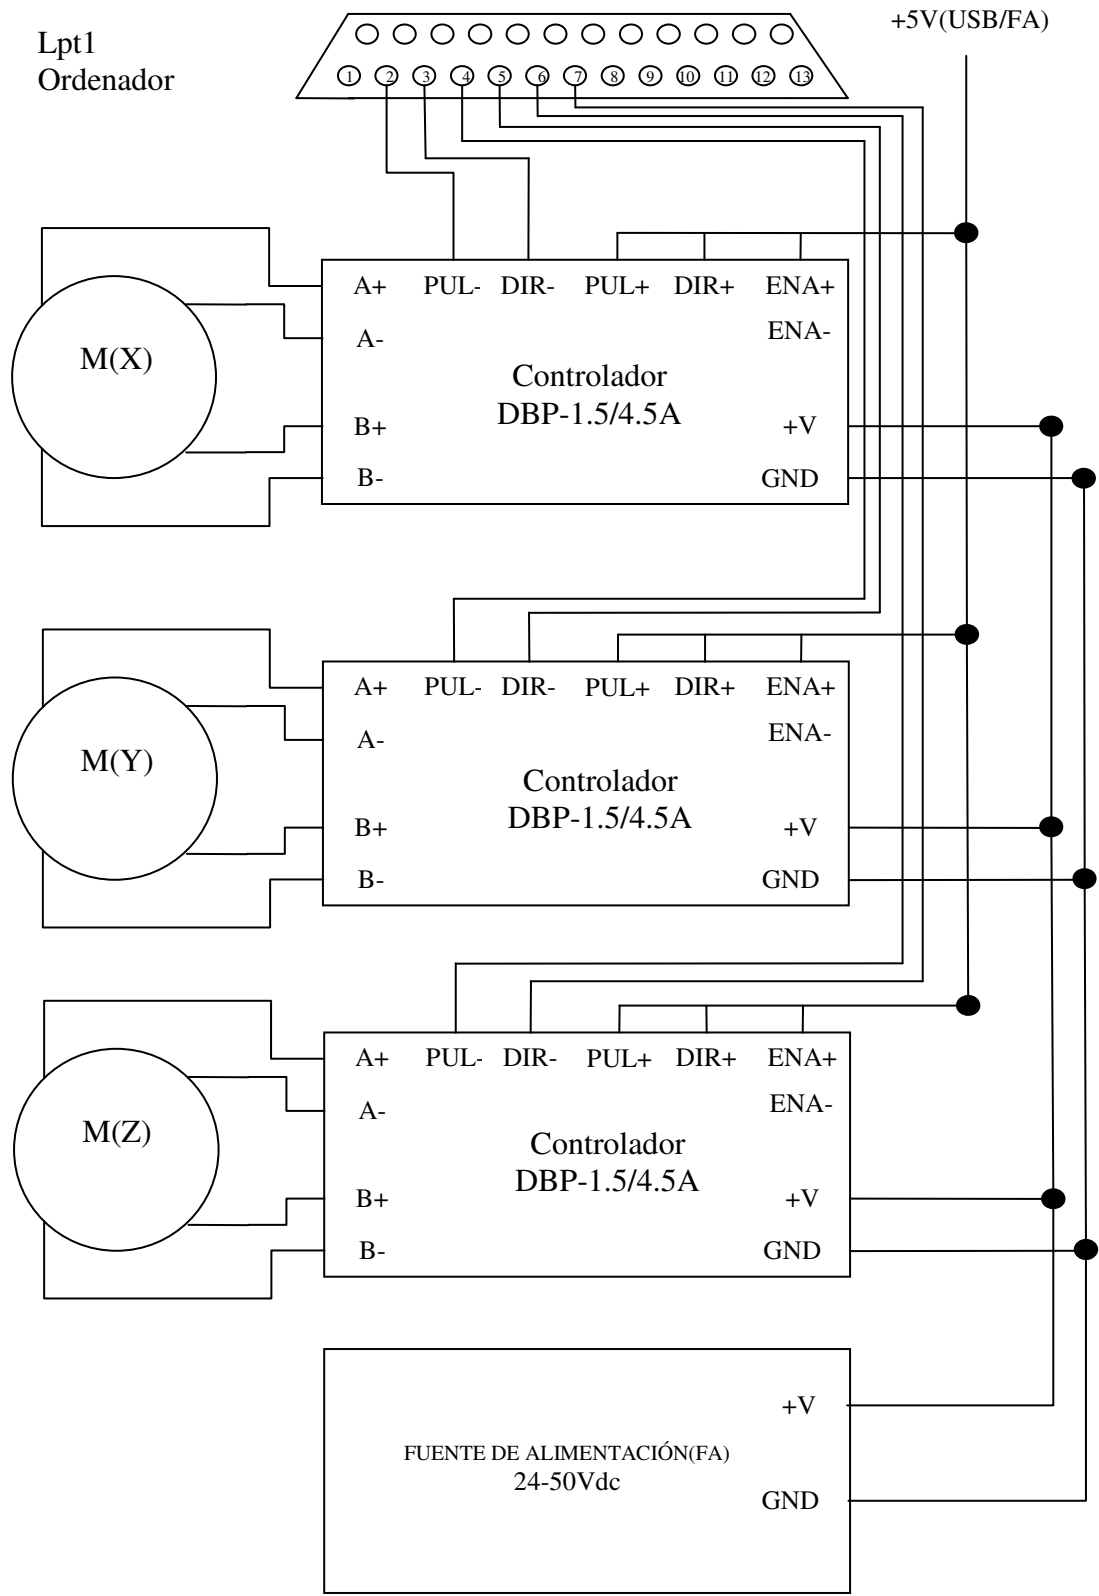 +5V(USB/FA)
Lpt1
Ordenador
1 2 3 4 5 6 7 8 9 10 11 12 13
A+ PUL- DIR- PUL+ DIR+ ENA+
ENA-
A-
M(X)
Controlador
DBP-1.5/4.5A
B+ +V
B- GND
A+ PUL- DIR- PUL+ DIR+ ENA+
ENA-
A-
M(Y)
Controlador
DBP-1.5/4.5A
B+ +V
B- GND
A+ PUL- DIR- PUL+ DIR+ ENA+
ENA-
A-
M(Z)
Controlador
DBP-1.5/4.5A
B+ +V
B- GND
+V
FUENTE DE ALIMENTACIÓN(FA)
24-50Vdc
GND